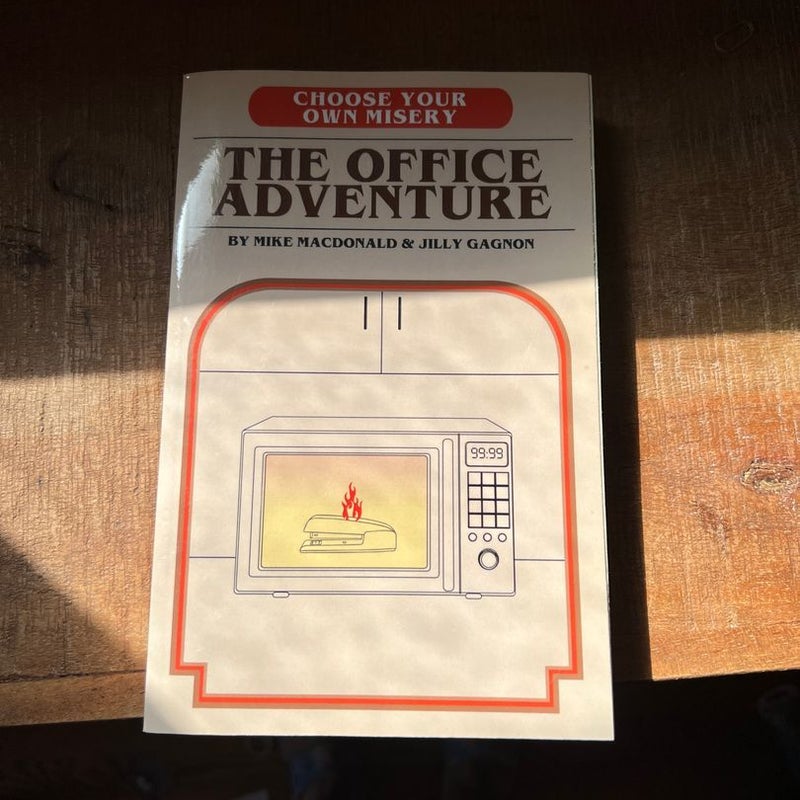 CHOOSE YOUR
OWN MISERY
THE OFFICE
ADVENTURE
BY MIKE MACDONALD & JILLY GAGNON
99:99